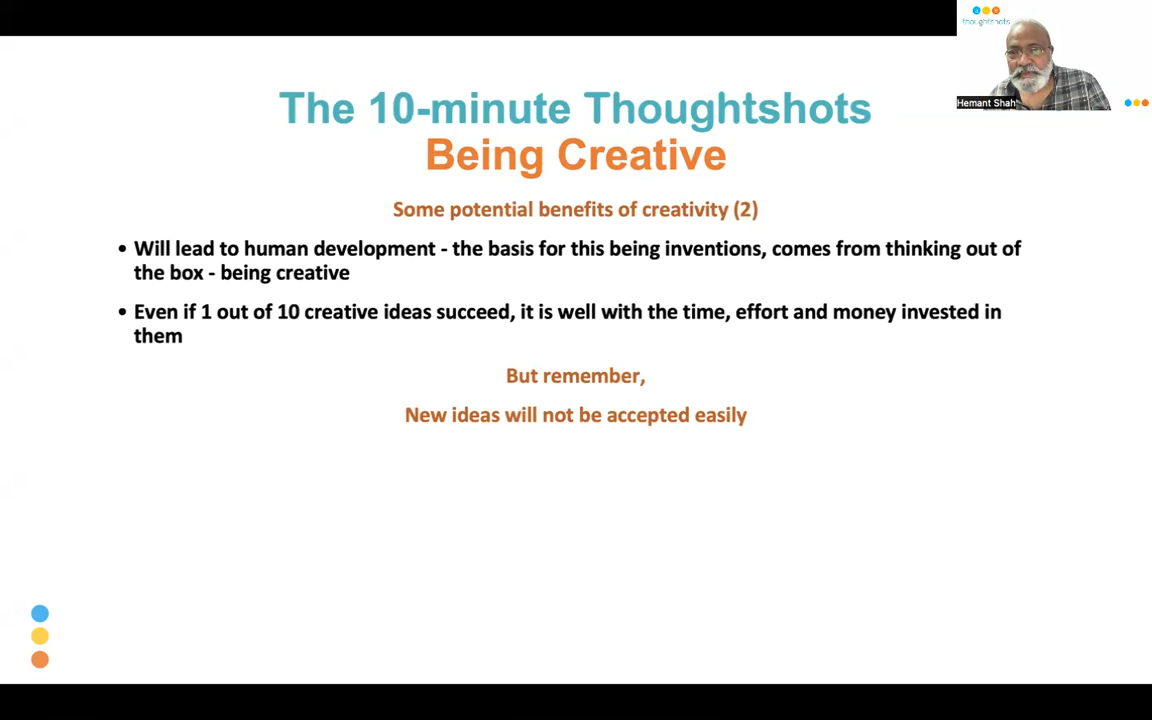 thoughtshots
Hemant Shah
The 10-minute Thoughtshots
Being Creative
Some potential benefits of creativity (2)
• Will lead to human development - the basis for this being inventions, comes from thinking out of
the box - being creative
• Even if 1 out of 10 creative ideas succeed, it is well with the time, effort and money invested in
them
But remember,
New ideas will not be accepted easily